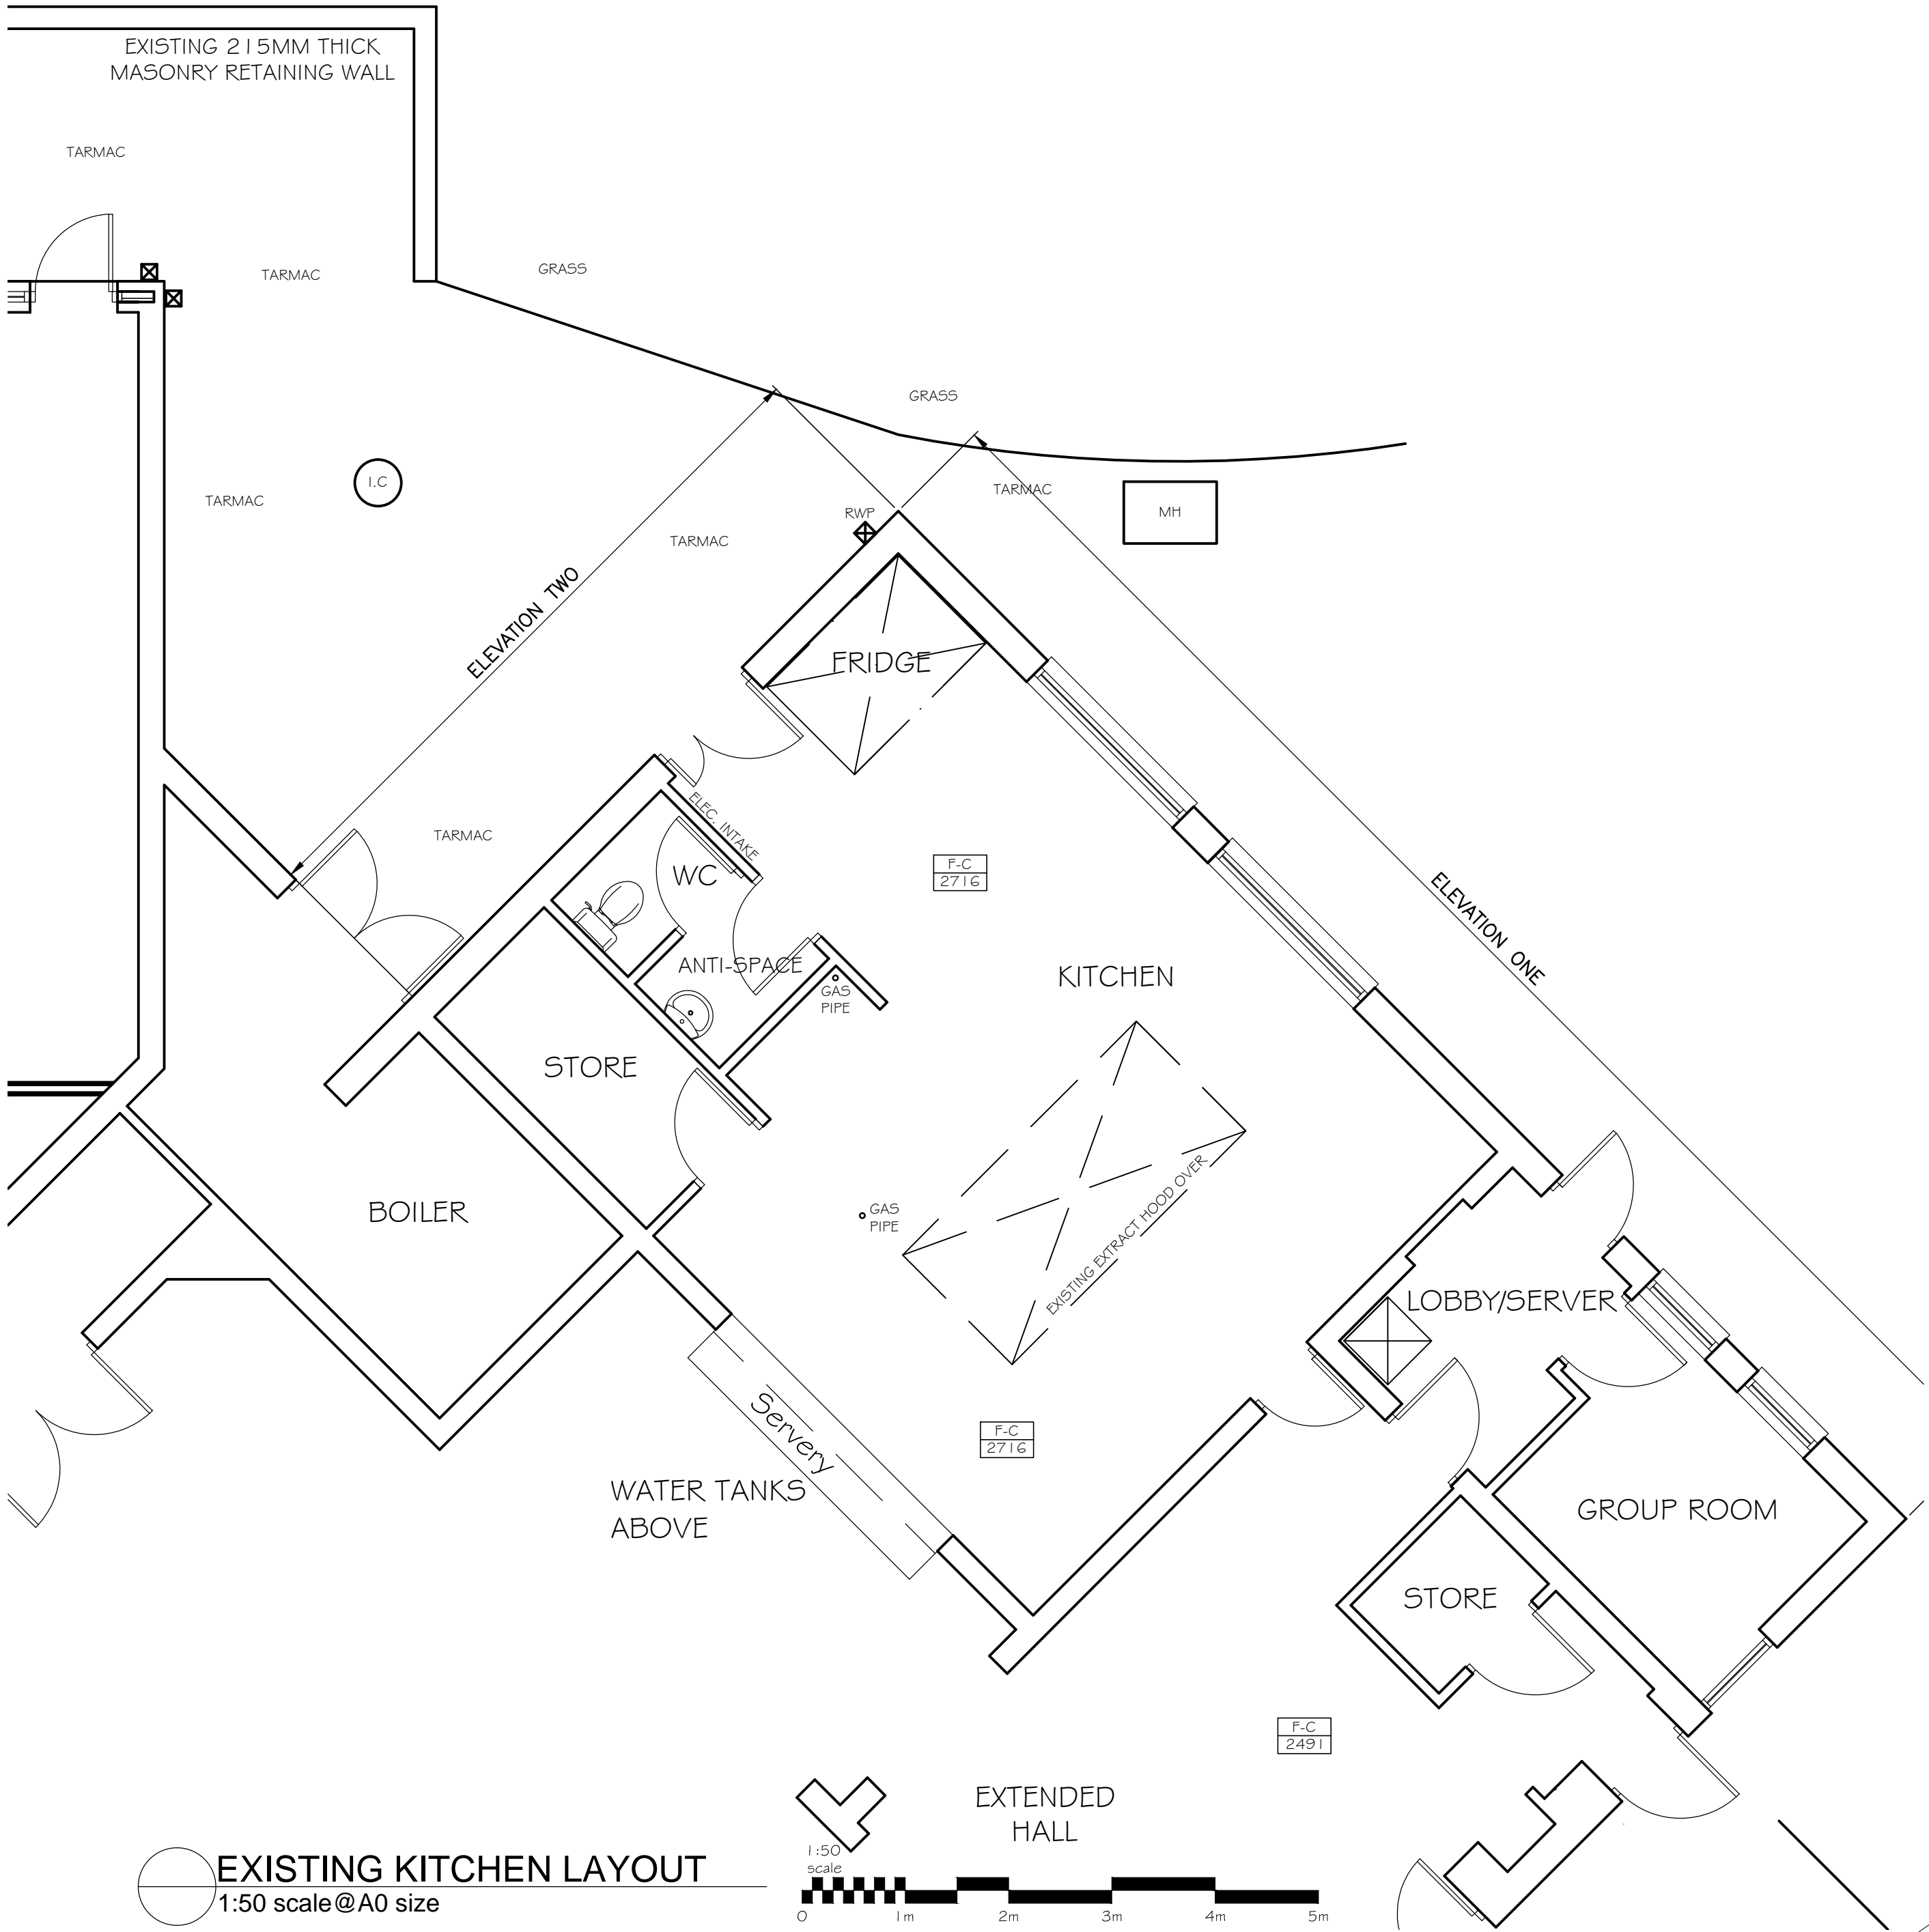 EXISTING 215MM THICK
MASONRY RETAINING WALL
TARMAC
TARMAC
GRASS
GRASS
I.C
TARMAC
TARMAC
MH
RWP
TARMAC
ELEVATION TWO
FRIDGE
ELEC. INTAKE
TARMAC
WC
F-C
2716
ELEVATION ONE
ANTI-SPACE
KITCHEN
GAS
PIPE
STORE
BOILER
GAS
PIPE
EXISTING EXTRACT HOOD OVER
LOBBY/SERVER
Servery
F-C
2716
WATER TANKS
ABOVE
GROUP ROOM
STORE
F-C
2491
EXTENDED
HALL
EXISTING KITCHEN LAYOUT
1:50 scale@A0 size
1:50
scale
0 1m 2m 3m 4m 5m